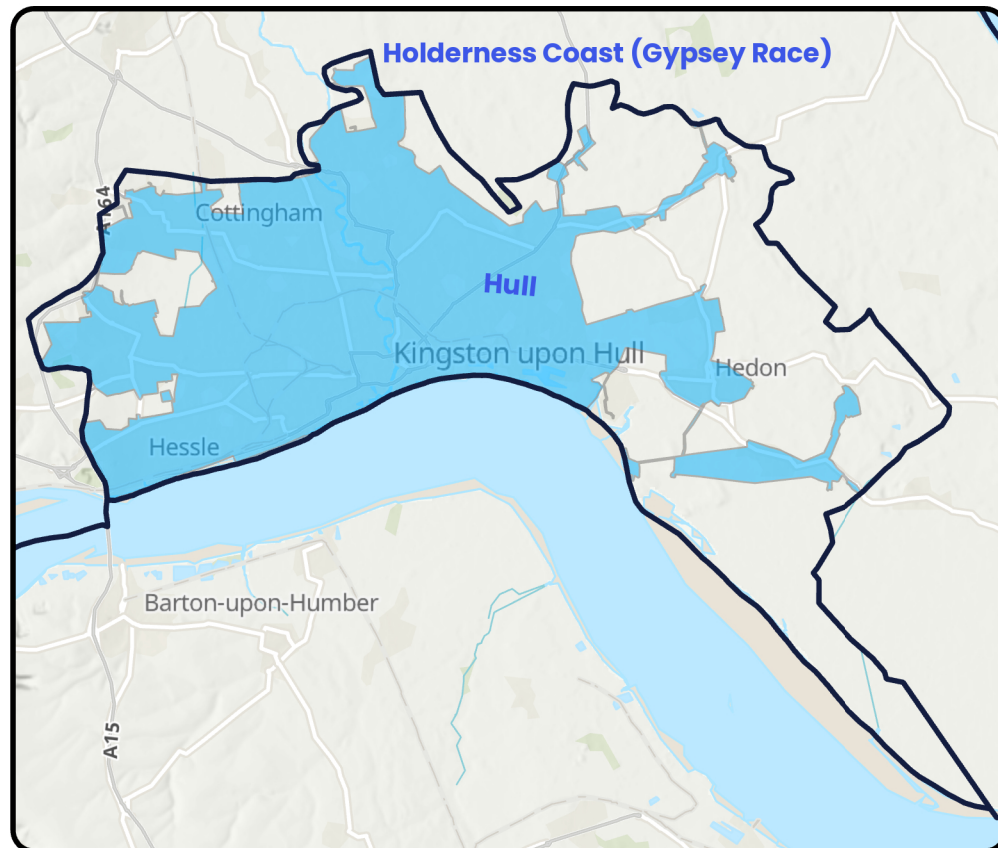 Holderness Coast (Gypsey Race)
A164
Cottingham
Hull
Kingston upon Hull
Hedon
Hessle
Barton-upon-Humber
A15